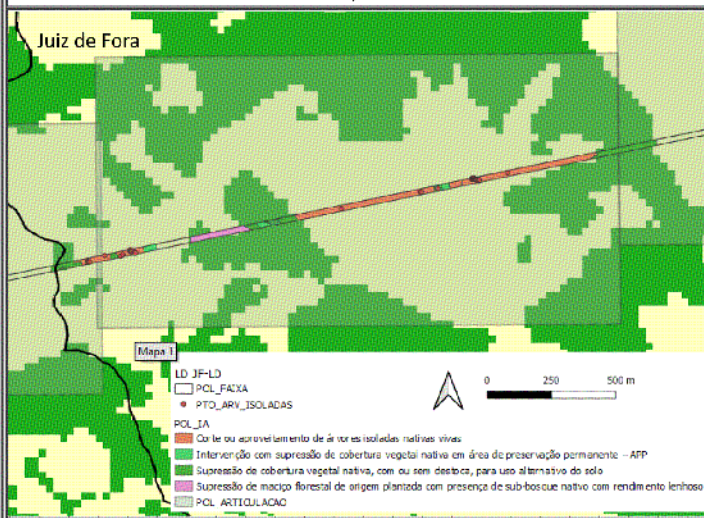 Juiz de Fora
Mapa 1
LD JF-LD
POL_FAIXA
PTO_ARV_ISOLADAS
POL_IA
Corte ou aproveitamento de árvores isoladas nativas vivas
Intervenção com supressão de cobertura vegetal nativa em área de preservação permanente – APP
Supressão de cobertura vegetal nativa, com ou sem destoca, para uso alternativo do solo
Supressão de maciço florestal de origem plantada com presença de sub-bosque nativo com rendimento lenhoso
POL_ARTICULACAO
0 250 500 m